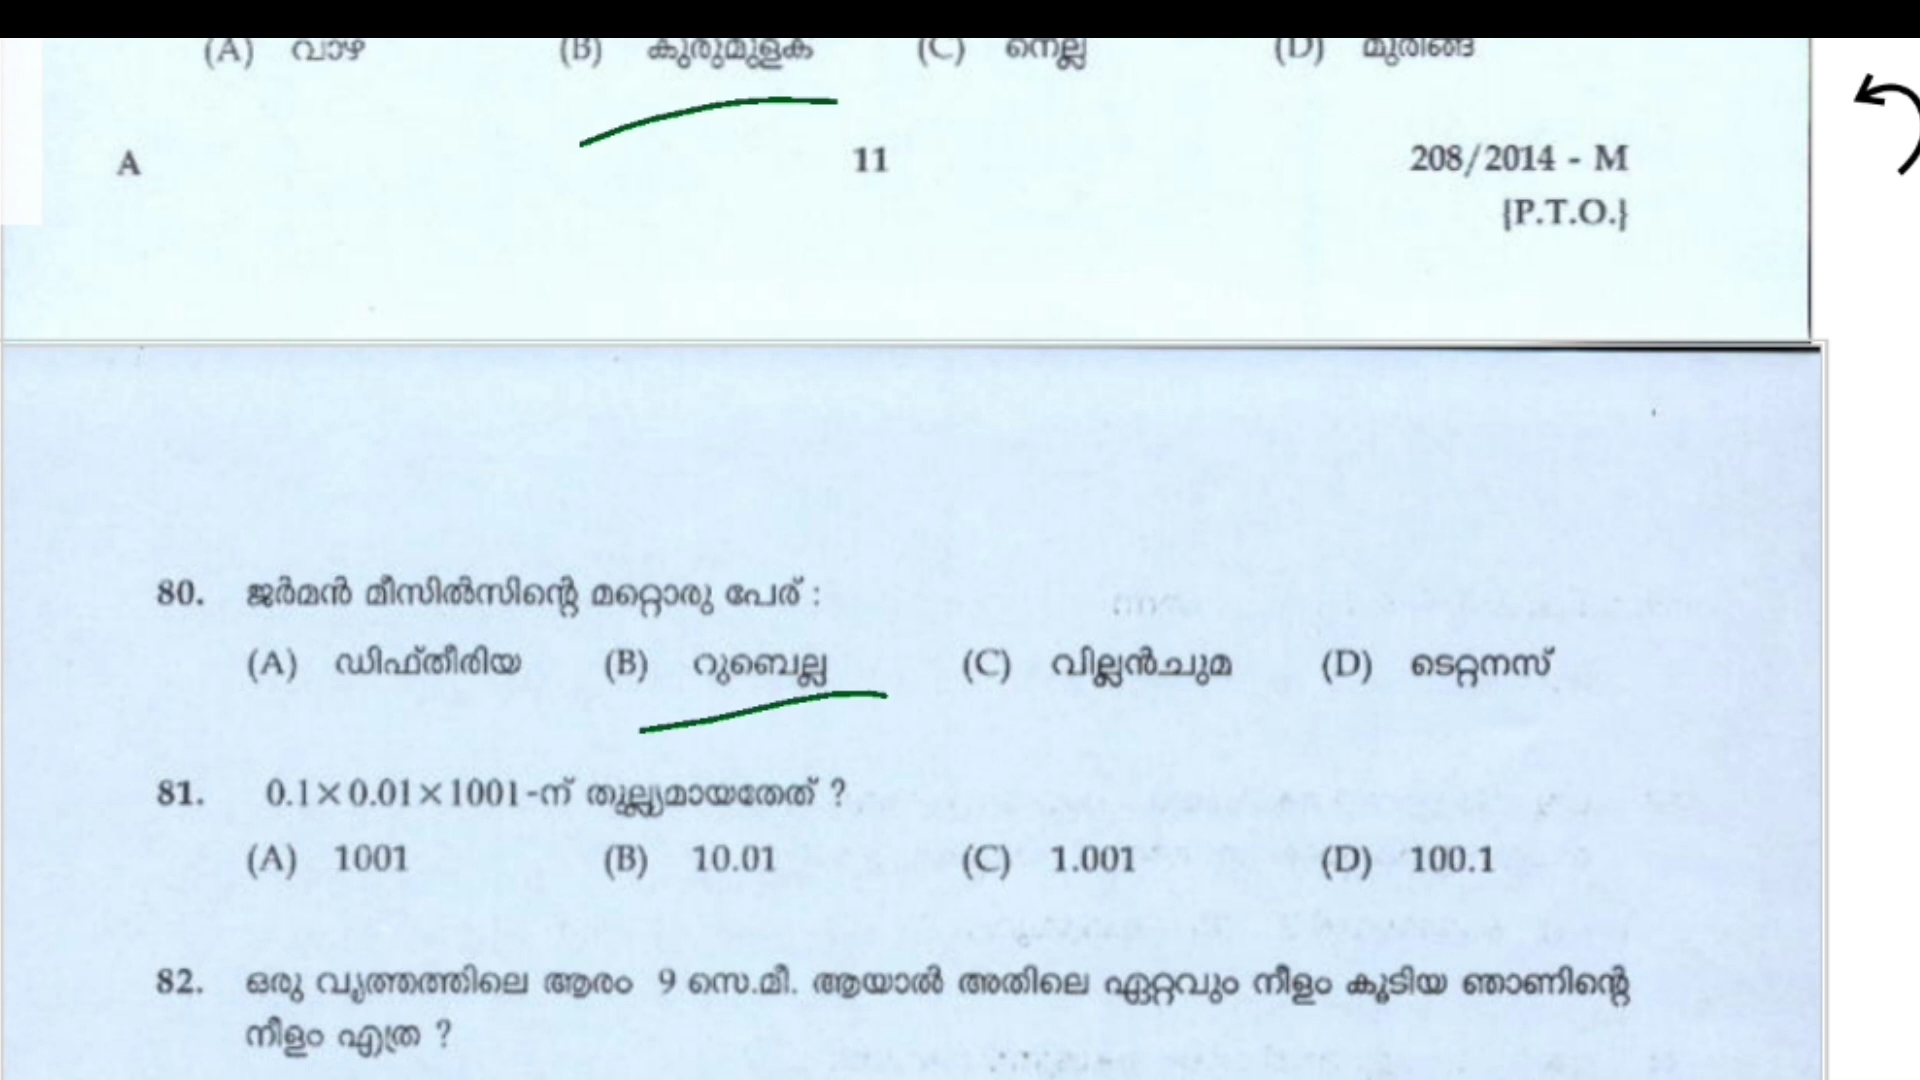 (A) വാഴ (B) കുരുമുളക് (C) നെല്ല് (D) മുരിങ്ങ
A 11 208/2014 - M
{P.T.O.}
80. ജർമൻ മീസിൽസിന്റെ മറ്റൊരു പേര് :
(A) ഡിഫ്തീരിയ (B) റുബെല്ല (C) വില്ലൻചുമ (D) ടെറ്റനസ്
81. 0.1×0.01×1001-ന് തുല്ല്യമായതേത് ?
(A) 1001 (B) 10.01 (C) 1.001 (D) 100.1
82. ഒരു വൃത്തത്തിലെ ആരം 9 സെ.മീ. ആയാൽ അതിലെ ഏറ്റവും നീളം കൂടിയ ഞാണിന്റെ
നീളം എത്ര ?